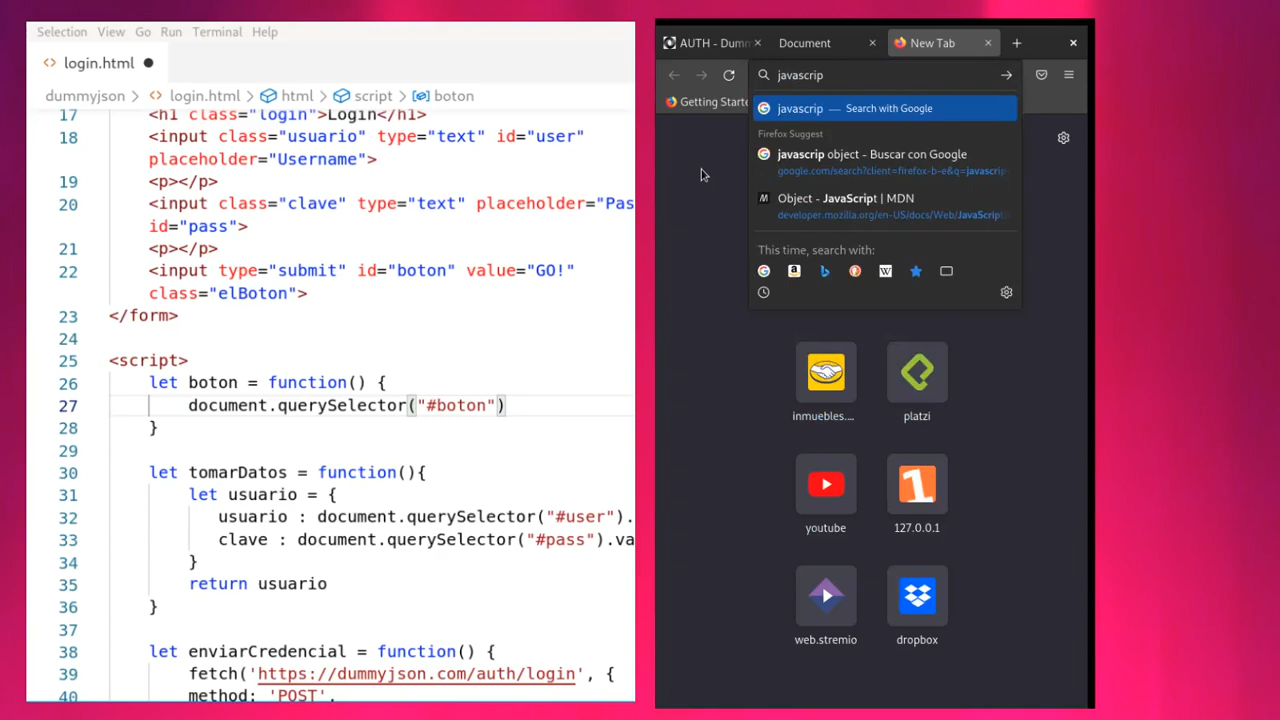 Selection View Go Run Terminal Help
login.html
dummyjson > login.html > html > script > boton
17 <h1 class="login">Login</h1>
18 <input class="usuario" type="text" id="user"
placeholder="Username">
19 <p></p>
20 <input class="clave" type="text" placeholder="Pas
id="pass">
21 <p></p>
22 <input type="submit" id="boton" value="GO!"
class="elBoton">
23 </form>
24
25 <script>
26 let boton = function() {
27 document.querySelector("#boton")
28 }
29
30 let tomarDatos = function(){
31 let usuario = {
32 usuario : document.querySelector("#user").
33 clave : document.querySelector("#pass").va
34 }
35 return usuario
36 }
37
38 let enviarCredencial = function() {
39 fetch('https://dummyjson.com/auth/login', {
40 method: 'POST',
AUTH - Dumm
Document
New Tab
javascrip
Getting Starte
javascrip — Search with Google
Firefox Suggest
javascrip object - Buscar con Google
google.com/search?client=firefox-b-e&q=javascrip
Object - JavaScript | MDN
developer.mozilla.org/en-US/docs/Web/JavaScript
This time, search with:
inmuebles....
platzi
youtube
127.0.0.1
web.stremio
dropbox